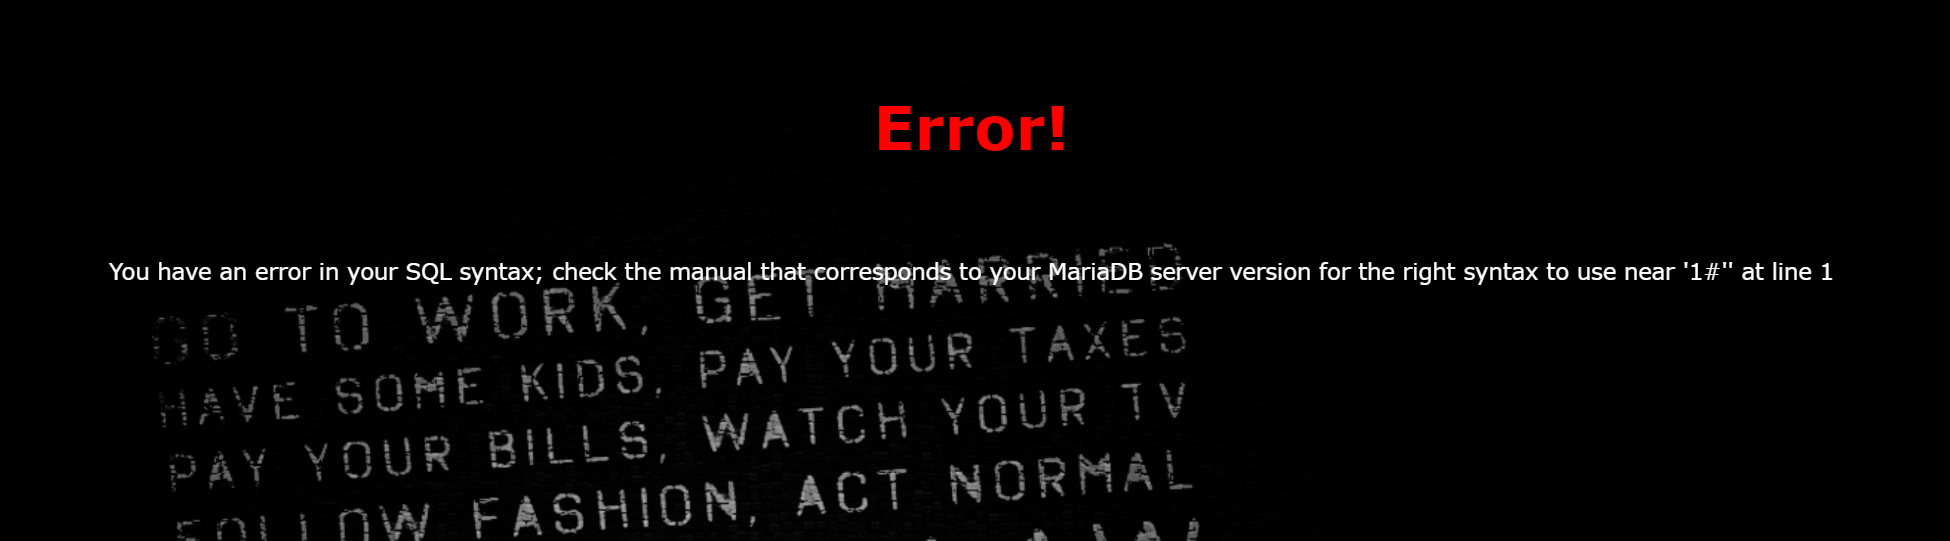 Error!
You have an error in your SQL syntax; check the manual that corresponds to your MariaDB server version for the right syntax to use near '1#'' at line 1
GO TO WORK, GET MARRIED
HAVE SOME KIDS, PAY YOUR TAXES
PAY YOUR BILLS, WATCH YOUR TV
FOLLOW FASHION, ACT NORMAL